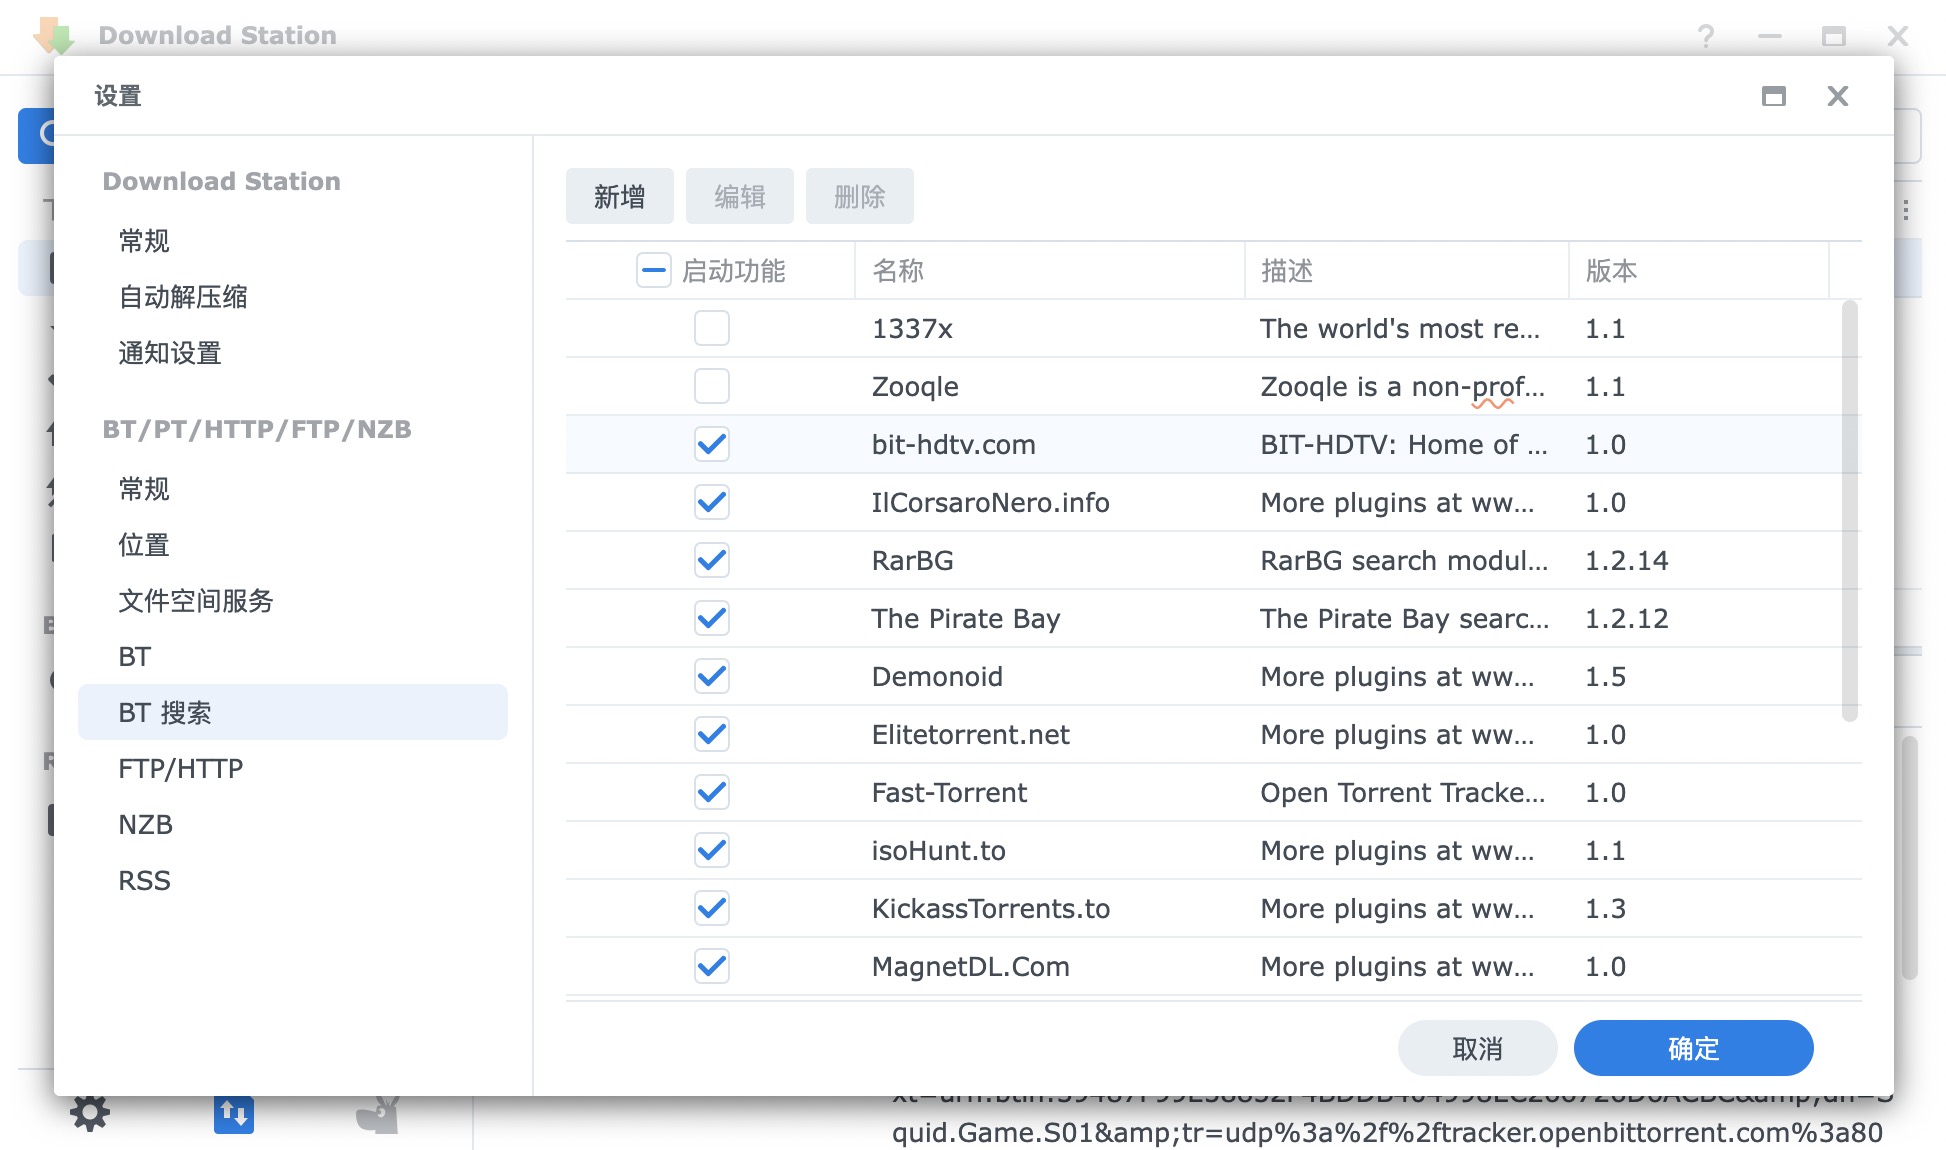 Download Station
设置
Download Station
常规
自动解压缩
通知设置
BT/PT/HTTP/FTP/NZB
常规
位置
文件空间服务
BT
BT 搜索
FTP/HTTP
NZB
RSS
新增 编辑 删除
启动功能 名称 描述 版本
1337x The world's most re... 1.1
Zooqle Zooqle is a non-prof... 1.1
bit-hdtv.com BIT-HDTV: Home of ... 1.0
IlCorsaroNero.info More plugins at ww... 1.0
RarBG RarBG search modul... 1.2.14
The Pirate Bay The Pirate Bay searc... 1.2.12
Demonoid More plugins at ww... 1.5
Elitetorrent.net More plugins at ww... 1.0
Fast-Torrent Open Torrent Tracke... 1.0
isoHunt.to More plugins at ww... 1.1
KickassTorrents.to More plugins at ww... 1.3
MagnetDL.Com More plugins at ww... 1.0
取消 确定
quid.Game.S01&amp;tr=udp%3a%2f%2ftracker.openbittorrent.com%3a80